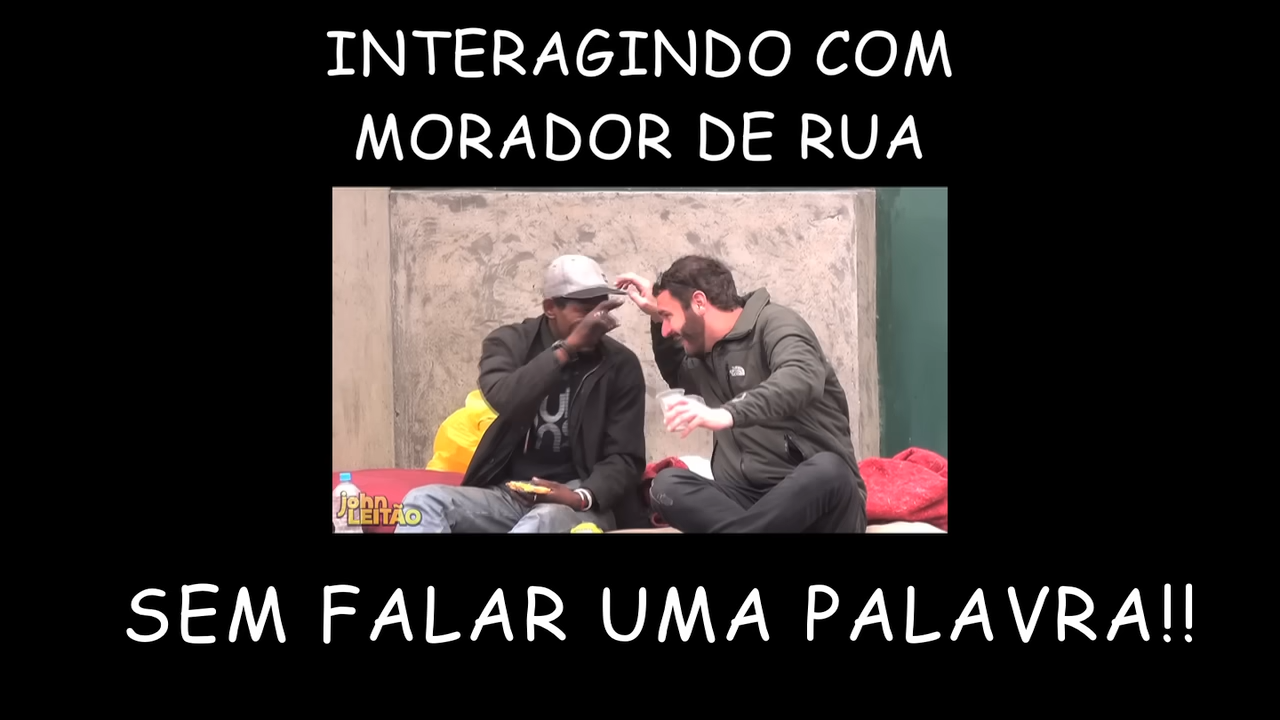 INTERAGINDO COM
MORADOR DE RUA
john
LEITÃO
SEM FALAR UMA PALAVRA!!